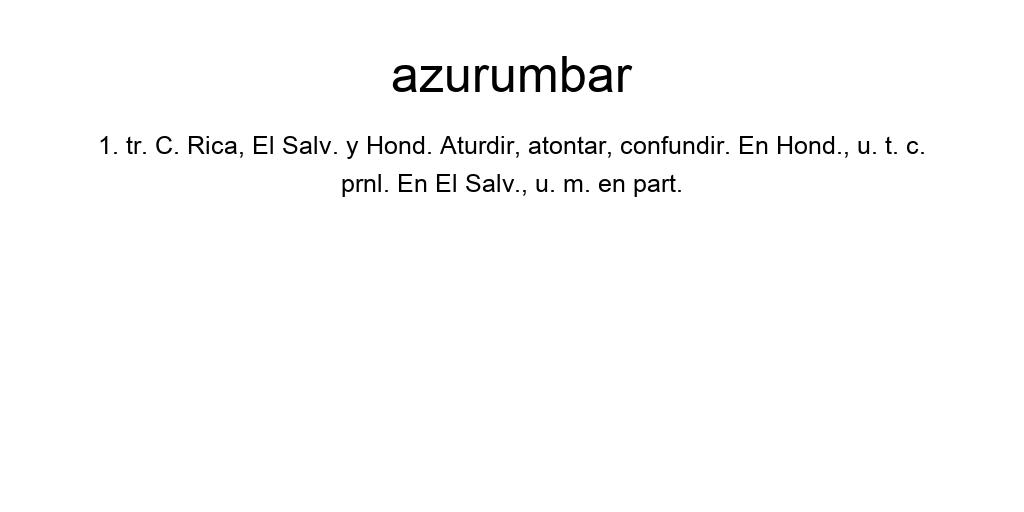 azurumbar
1. tr. C. Rica, El Salv. y Hond. Aturdir, atontar, confundir. En Hond., u. t. c.
prnl. En El Salv., u. m. en part.